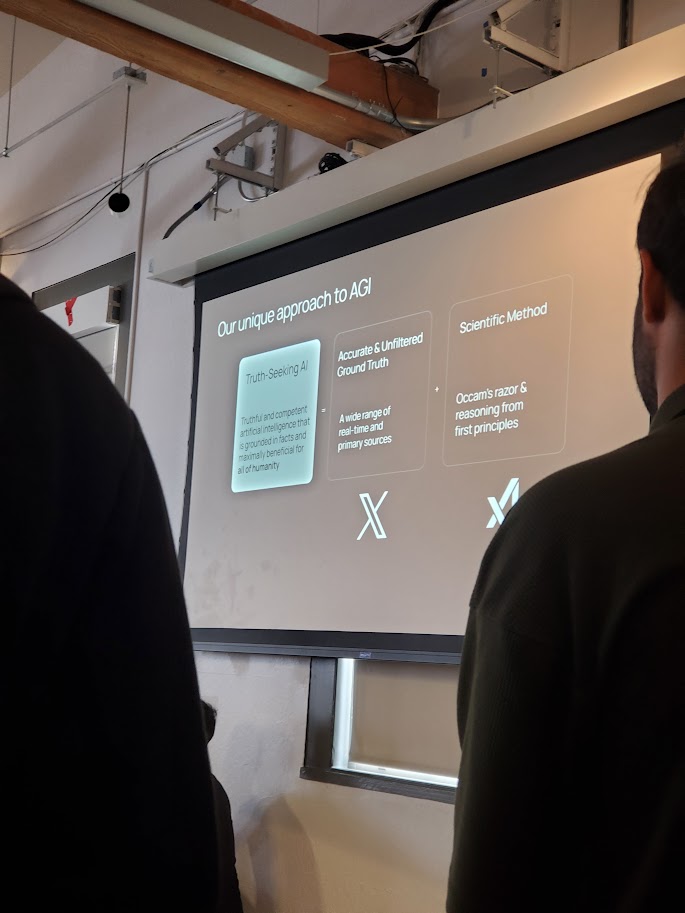 Our unique approach to AGI
Truth-Seeking AI
Truthful and competent
artificial intelligence that
is grounded in facts and
maximally beneficial for
all of humanity
=
Accurate & Unfiltered
Ground Truth
A wide range of
real-time and
primary sources
+
Scientific Method
Occam's razor &
reasoning from
first principles